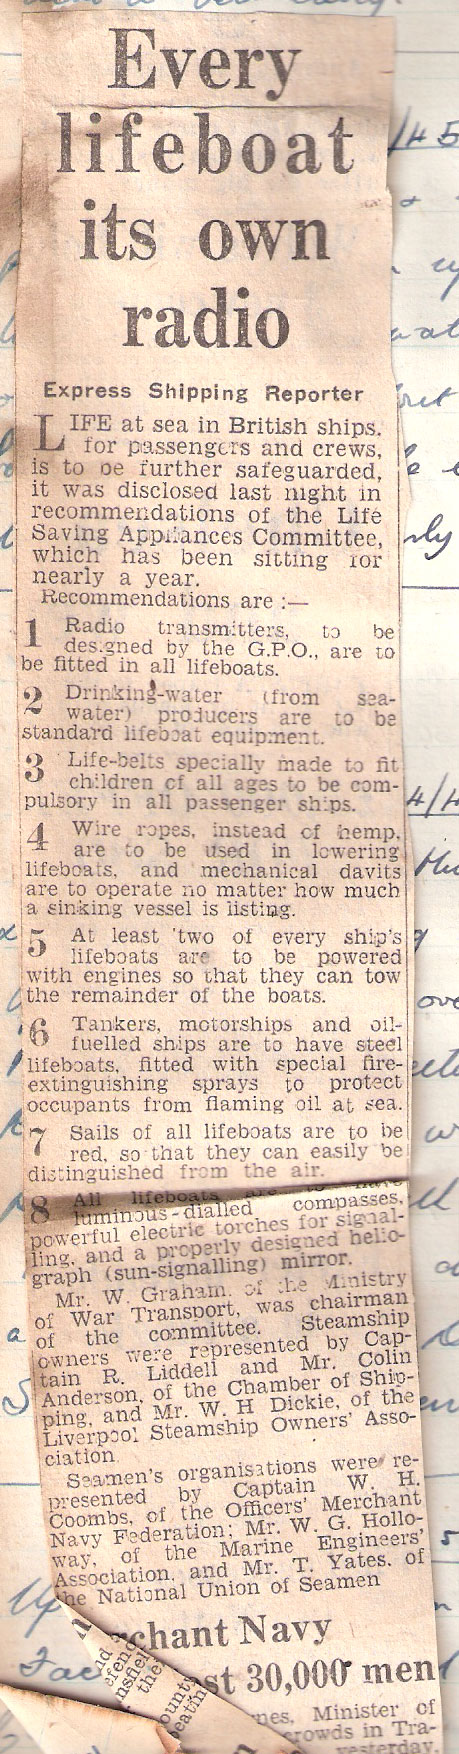 Every
lifeboat
its own
radio
Express Shipping Reporter
LIFE at sea in British ships,
for passengers and crews,
is to be further safeguarded,
it was disclosed last night in
recommendations of the Life
Saving Appliances Committee,
which has been sitting for
nearly a year.
Recommendations are :—
1 Radio transmitters, to be
designed by the G.P.O., are to
be fitted in all lifeboats.
2 Drinking-water (from sea-
water) producers are to be
standard lifeboat equipment.
3 Life-belts specially made to fit
children of all ages to be com-
pulsory in all passenger ships.
4 Wire ropes, instead of hemp,
are to be used in lowering
lifeboats, and mechanical davits
are to operate no matter how much
a sinking vessel is listing.
5 At least two of every ship's
lifeboats are to be powered
with engines so that they can tow
the remainder of the boats.
6 Tankers, motorships and oil-
fuelled ships are to have steel
lifeboats, fitted with special fire-
extinguishing sprays to protect
occupants from flaming oil at sea.
7 Sails of all lifeboats are to be
red, so that they can easily be
distinguished from the air.
8 All lifeboats are to have
luminous-dialled compasses,
powerful electric torches for signal-
ling, and a properly designed helio-
graph (sun-signalling) mirror.
Mr. W. Graham, of the Ministry
of War Transport, was chairman
of the committee. Steamship
owners were represented by Cap-
tain R. Liddell and Mr. Colin
Anderson, of the Chamber of Ship-
ping, and Mr. W. H Dickie, of the
Liverpool Steamship Owners' Asso-
ciation
Seamen's organisations were re-
presented by Captain W. H.
Coombs, of the Officers' Merchant
Navy Federation; Mr. W. G. Hollo-
way, of the Marine Engineers'
Association, and Mr. T. Yates, of
the National Union of Seamen
rchant Navy
st 30,000 men
nes, Minister of
crowds in Tra-
yesterday.